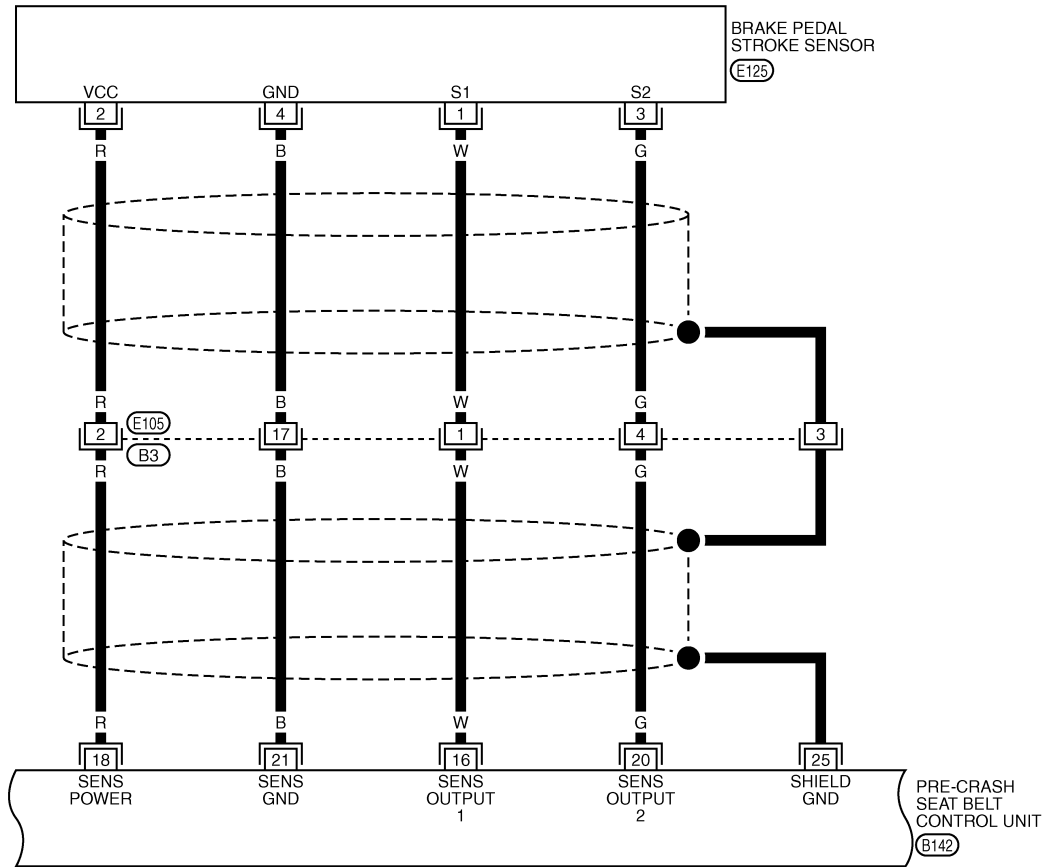 BRAKE PEDAL
STROKE SENSOR
E125
VCC GND S1 S2
2 4 1 3
R B W G
R B W G
E105
2 17 1 4 3
B3
R B W G
R B W G
18 21 16 20 25
SENS POWER
SENS GND
SENS OUTPUT 1
SENS OUTPUT 2
SHIELD GND
PRE-CRASH
SEAT BELT
CONTROL UNIT
B142